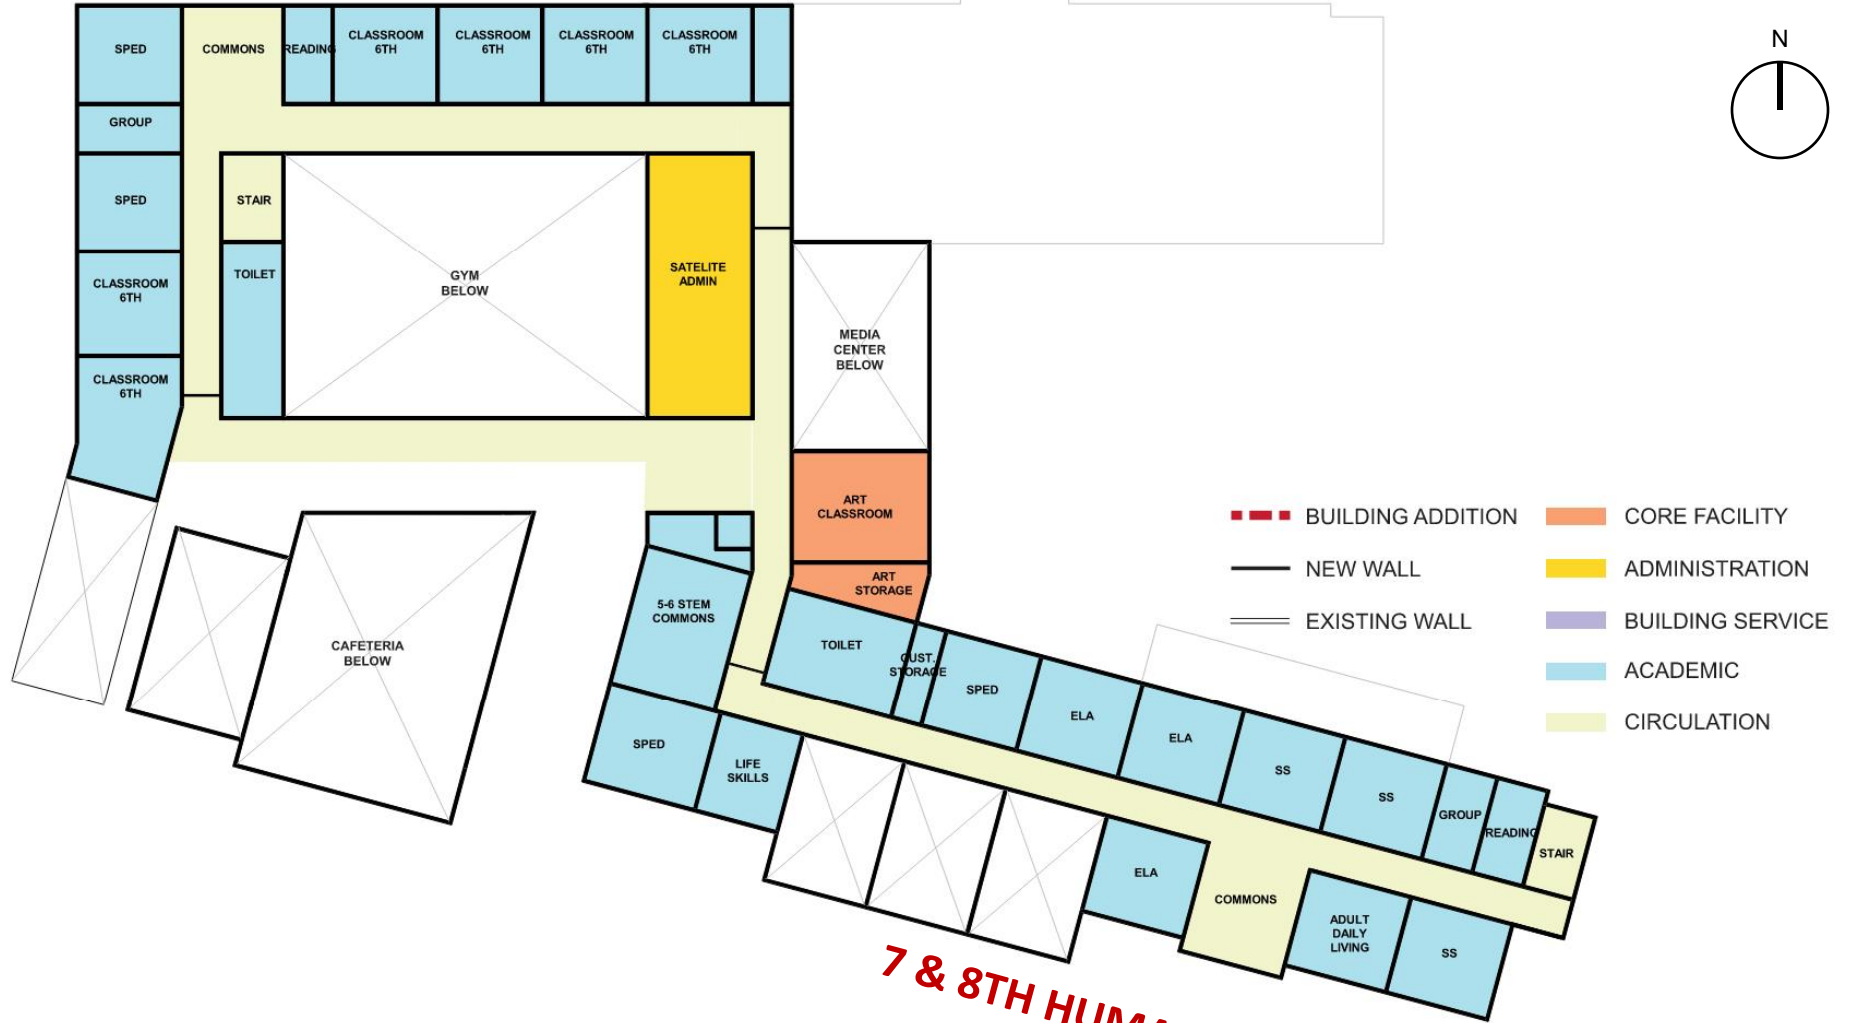 N
SPED
COMMONS
READING
CLASSROOM
6TH
CLASSROOM
6TH
CLASSROOM
6TH
CLASSROOM
6TH
GROUP
SPED
STAIR
TOILET
CLASSROOM
6TH
CLASSROOM
6TH
GYM
BELOW
SATELITE
ADMIN
MEDIA
CENTER
BELOW
ART
CLASSROOM
ART
STORAGE
5-6 STEM
COMMONS
CAFETERIA
BELOW
TOILET
CUST.
STORAGE
SPED
ELA
ELA
SS
SS
GROUP
READING
STAIR
SPED
LIFE
SKILLS
ELA
COMMONS
ADULT
DAILY
LIVING
SS
7 & 8TH
BUILDING ADDITION
NEW WALL
EXISTING WALL
CORE FACILITY
ADMINISTRATION
BUILDING SERVICE
ACADEMIC
CIRCULATION